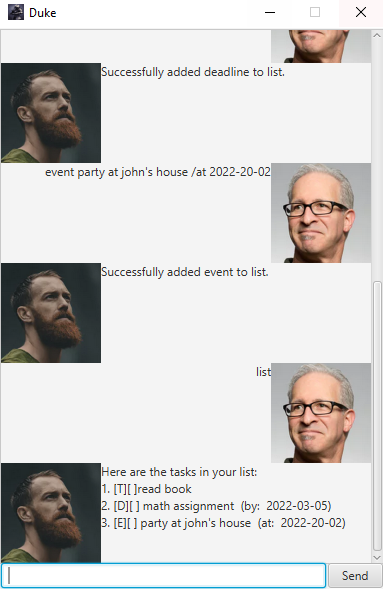 Duke
Successfully added deadline to list.
event party at john's house /at 2022-20-02
Successfully added event to list.
list
Here are the tasks in your list:
1. [T][ ]read book
2. [D][ ] math assignment  (by:  2022-03-05)
3. [E][ ] party at john's house  (at:  2022-20-02)
Send